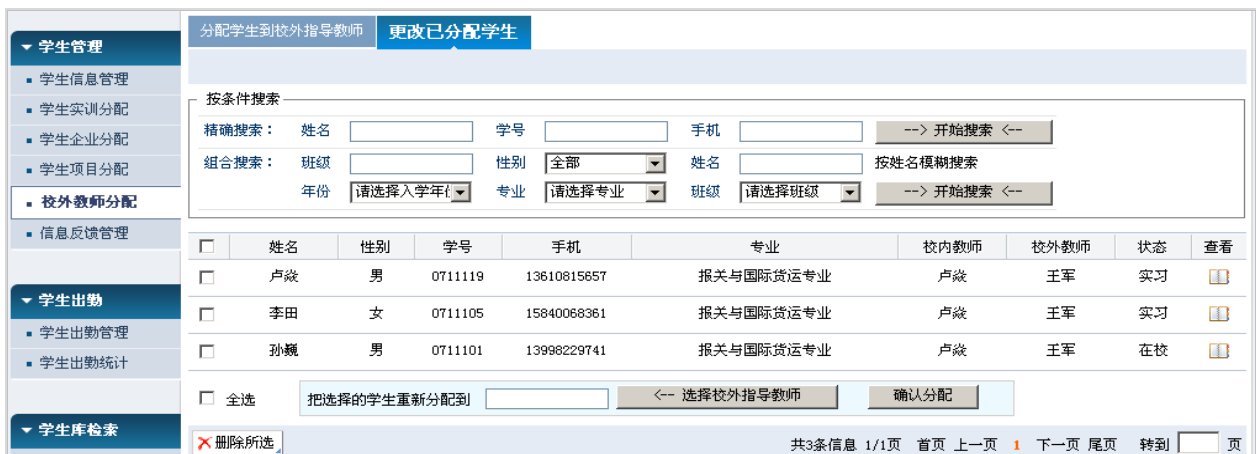 分配学生到校外指导教师 更改已分配学生
学生管理
学生信息管理
学生实训分配
学生企业分配
学生项目分配
校外教师分配
信息反馈管理
学生出勤
学生出勤管理
学生出勤统计
学生库检索
按条件搜索
精确搜索： 姓名 学号 手机 --> 开始搜索 <--
组合搜索： 班级 性别 全部 姓名 按姓名模糊搜索
年份 请选择入学年 专业 请选择专业 班级 请选择班级 --> 开始搜索 <--
姓名 性别 学号 手机 专业 校内教师 校外教师 状态 查看
卢焱 男 0711119 13610815657 报关与国际货运专业 卢焱 王军 实习
李田 女 0711105 15840068361 报关与国际货运专业 卢焱 王军 实习
孙巍 男 0711101 13998229741 报关与国际货运专业 卢焱 王军 在校
全选 把选择的学生重新分配到 <-- 选择校外指导教师 确认分配
删除所选 共3条信息 1/1页 首页 上一页 1 下一页 尾页 转到 页